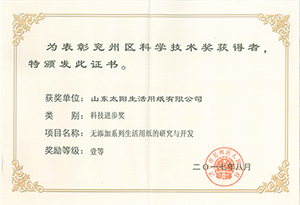 为表彰兖州区科学技术奖获得者，
特颁发此证书。
获奖单位：山东太阳生活用纸有限公司
类 别：科技进步奖
项目名称：无添加系列生活用纸的研究与开发
奖励等级：壹等
二〇一七年八月